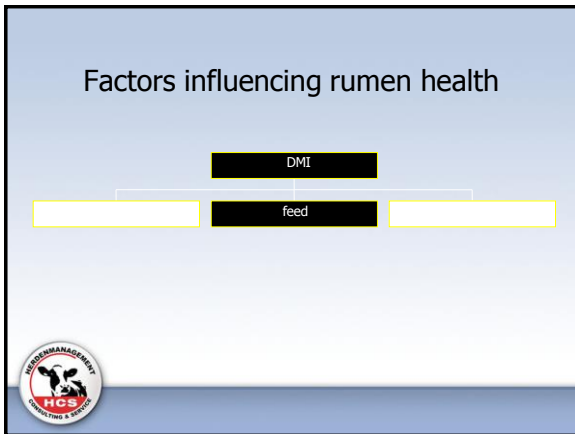 Factors influencing rumen health
DMI
feed
HERDENMANAGEMENT
HCS
CONSULTING & SERVICE